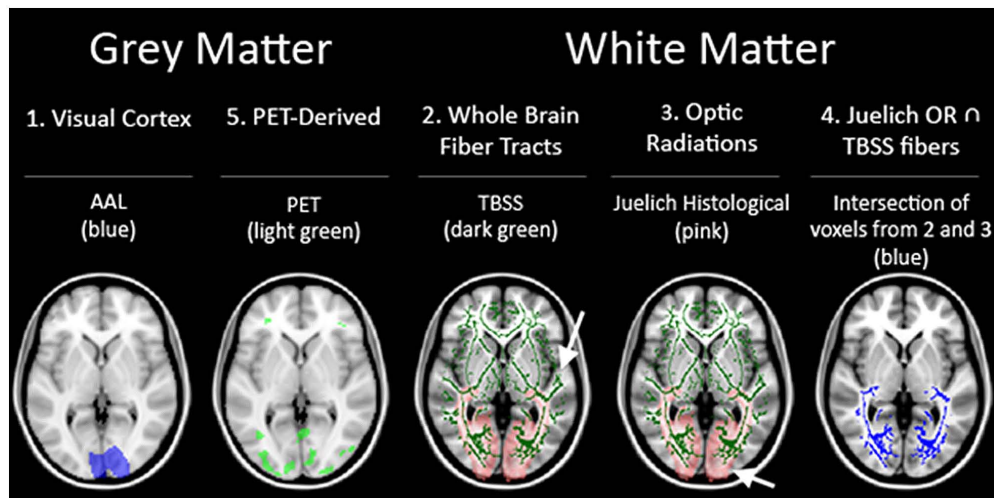 Grey Matter
White Matter
1. Visual Cortex
5. PET-Derived
2. Whole Brain
Fiber Tracts
3. Optic
Radiations
4. Juelich OR ∩
TBSS fibers
AAL
(blue)
PET
(light green)
TBSS
(dark green)
Juelich Histological
(pink)
Intersection of
voxels from 2 and 3
(blue)